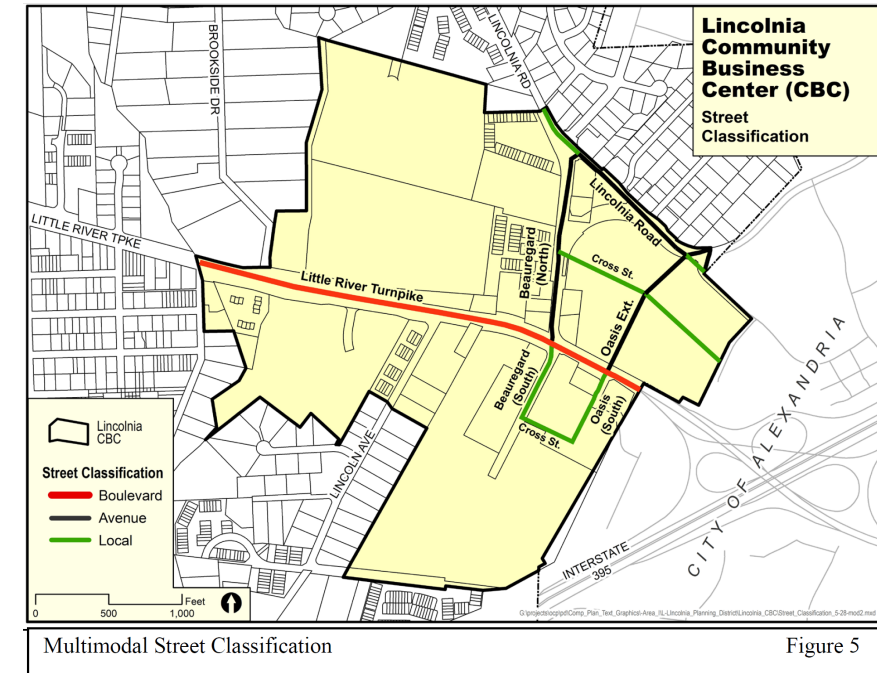 Lincolnia
Community
Business
Center (CBC)
Street
Classification
BROOKSIDE DR
LINCOLNIA RD
LITTLE RIVER TPKE
Little River Turnpike
Beauregard
(North)
Lincolnia Road
Cross St.
Oasis Ext.
Beauregard
(South)
Oasis
(South)
Cross St.
LINCOLN AVE
CITY OF ALEXANDRIA
INTERSTATE
395
Lincolnia
CBC
Street Classification
Boulevard
Avenue
Local
Feet
0 500 1,000
Multimodal Street Classification Figure 5